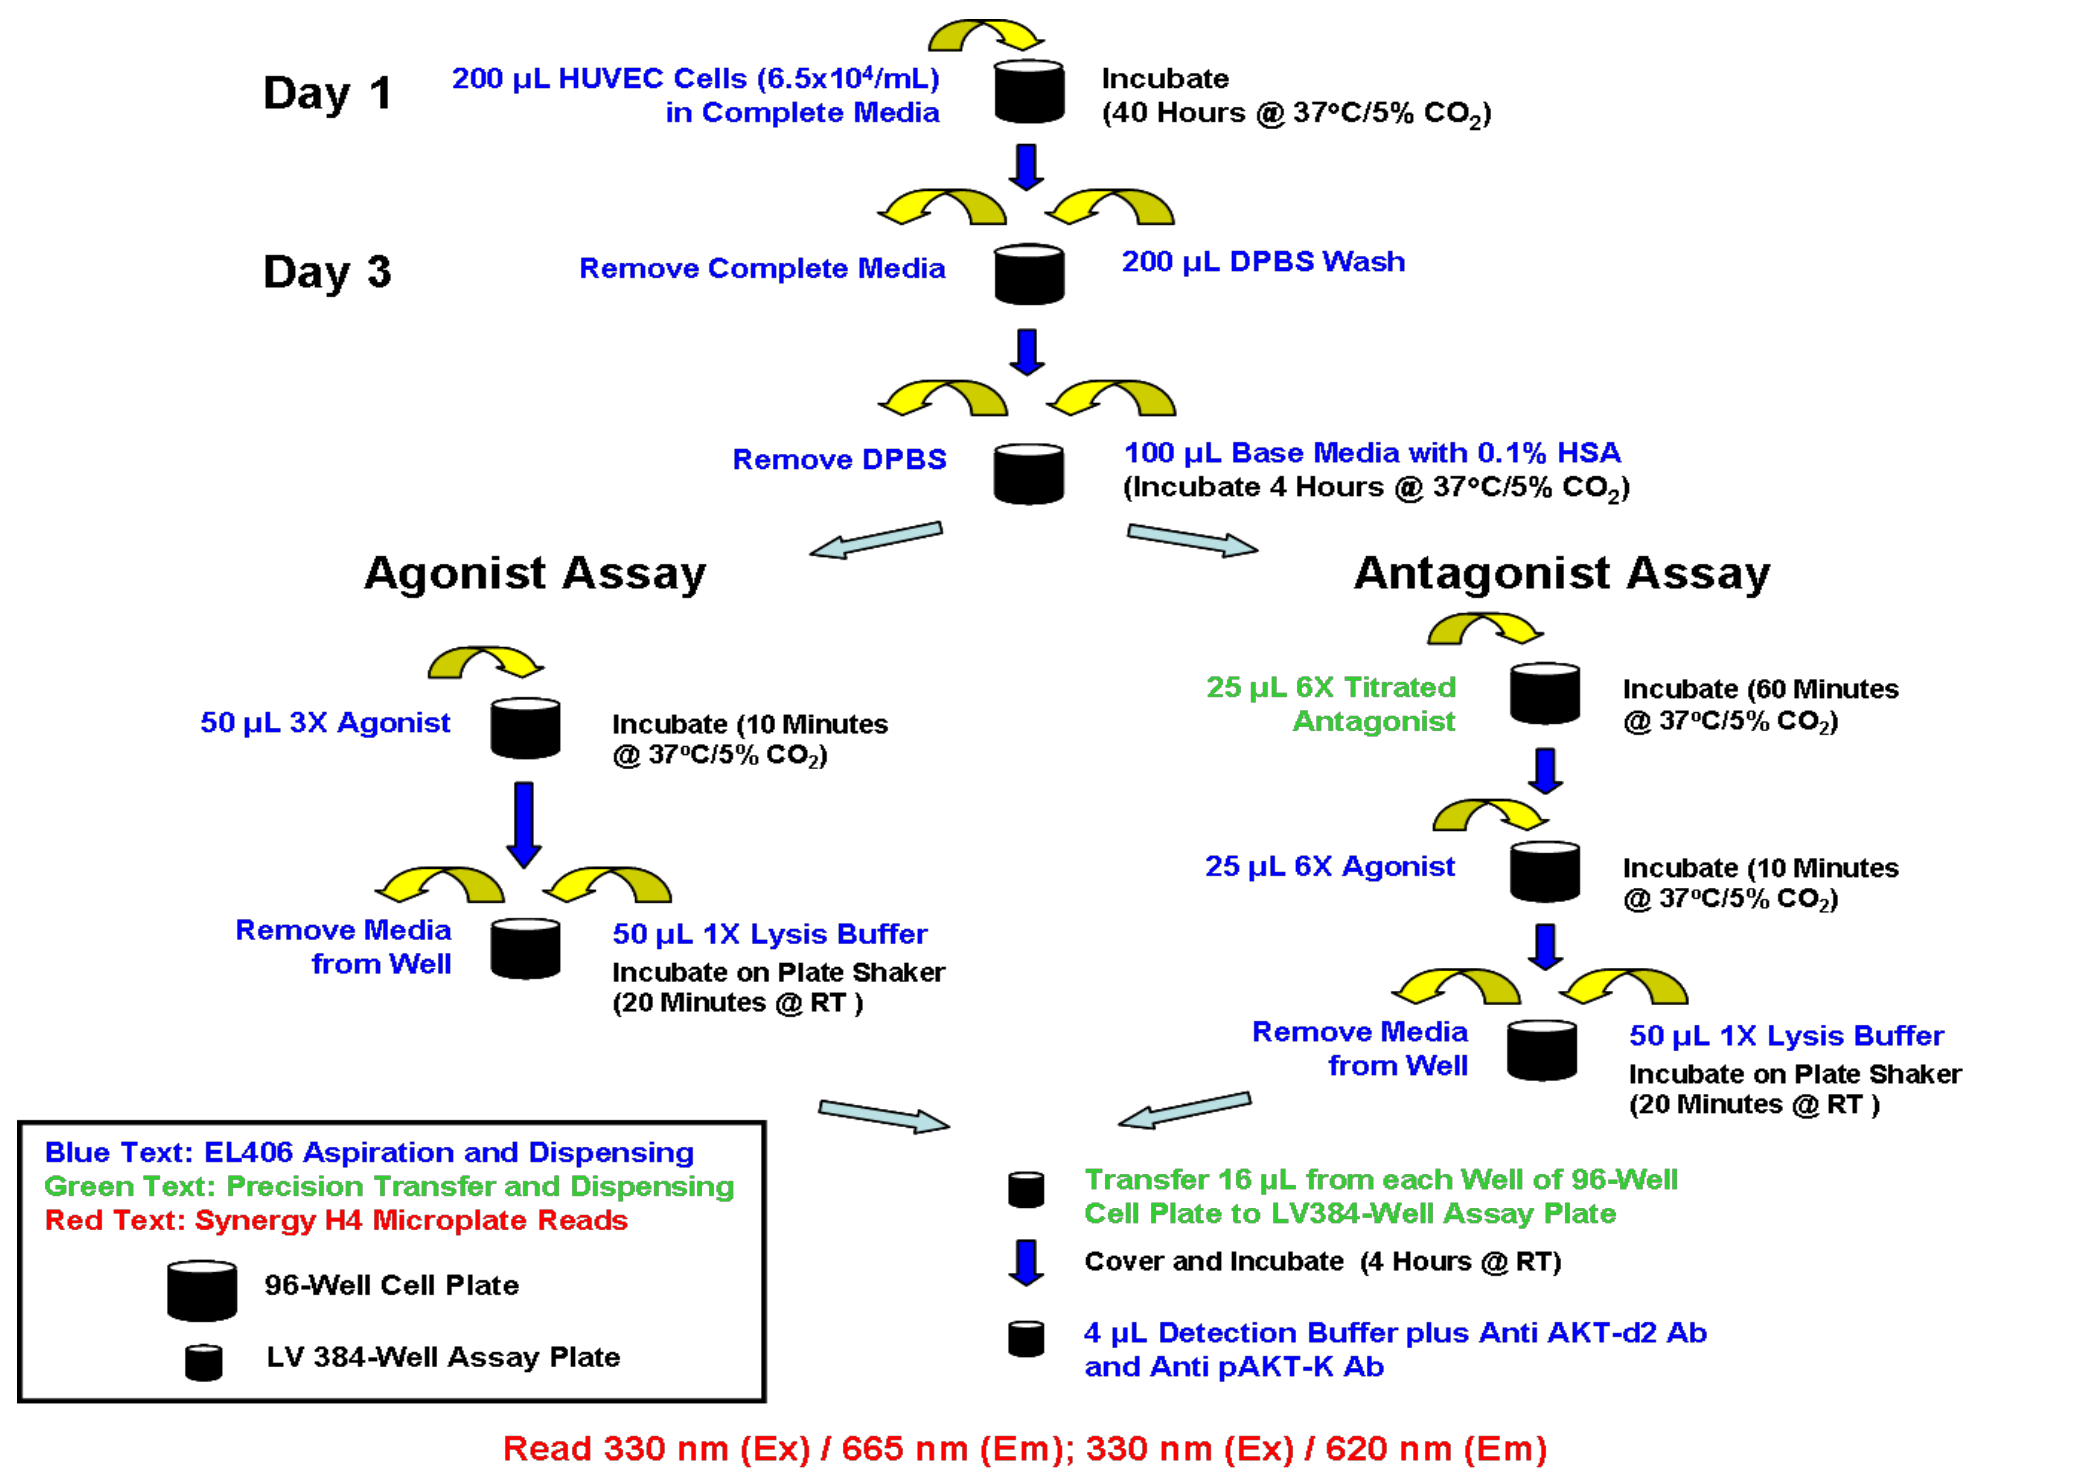 Day 1
200 µL HUVEC Cells (6.5x10⁴/mL)
in Complete Media
Incubate
(40 Hours @ 37°C/5% CO₂)
Day 3
Remove Complete Media
200 µL DPBS Wash
Remove DPBS
100 µL Base Media with 0.1% HSA
(Incubate 4 Hours @ 37°C/5% CO₂)
Agonist Assay
50 µL 3X Agonist
Incubate (10 Minutes
@ 37°C/5% CO₂)
Remove Media
from Well
50 µL 1X Lysis Buffer
Incubate on Plate Shaker
(20 Minutes @ RT )
Antagonist Assay
25 µL 6X Titrated
Antagonist
Incubate (60 Minutes
@ 37°C/5% CO₂)
25 µL 6X Agonist
Incubate (10 Minutes
@ 37°C/5% CO₂)
Remove Media
from Well
50 µL 1X Lysis Buffer
Incubate on Plate Shaker
(20 Minutes @ RT )
Transfer 16 µL from each Well of 96-Well
Cell Plate to LV384-Well Assay Plate
Cover and Incubate (4 Hours @ RT)
4 µL Detection Buffer plus Anti AKT-d2 Ab
and Anti pAKT-K Ab
Blue Text: EL406 Aspiration and Dispensing
Green Text: Precision Transfer and Dispensing
Red Text: Synergy H4 Microplate Reads
96-Well Cell Plate
LV 384-Well Assay Plate
Read 330 nm (Ex) / 665 nm (Em); 330 nm (Ex) / 620 nm (Em)